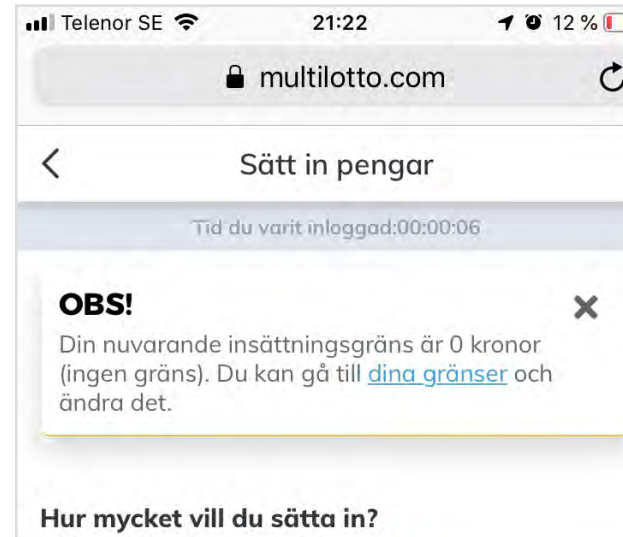 Telenor SE 21:22 12 %
multilotto.com
Sätt in pengar
Tid du varit inloggad:00:00:06
OBS!
Din nuvarande insättningsgräns är 0 kronor
(ingen gräns). Du kan gå till dina gränser och
ändra det.
Hur mycket vill du sätta in?